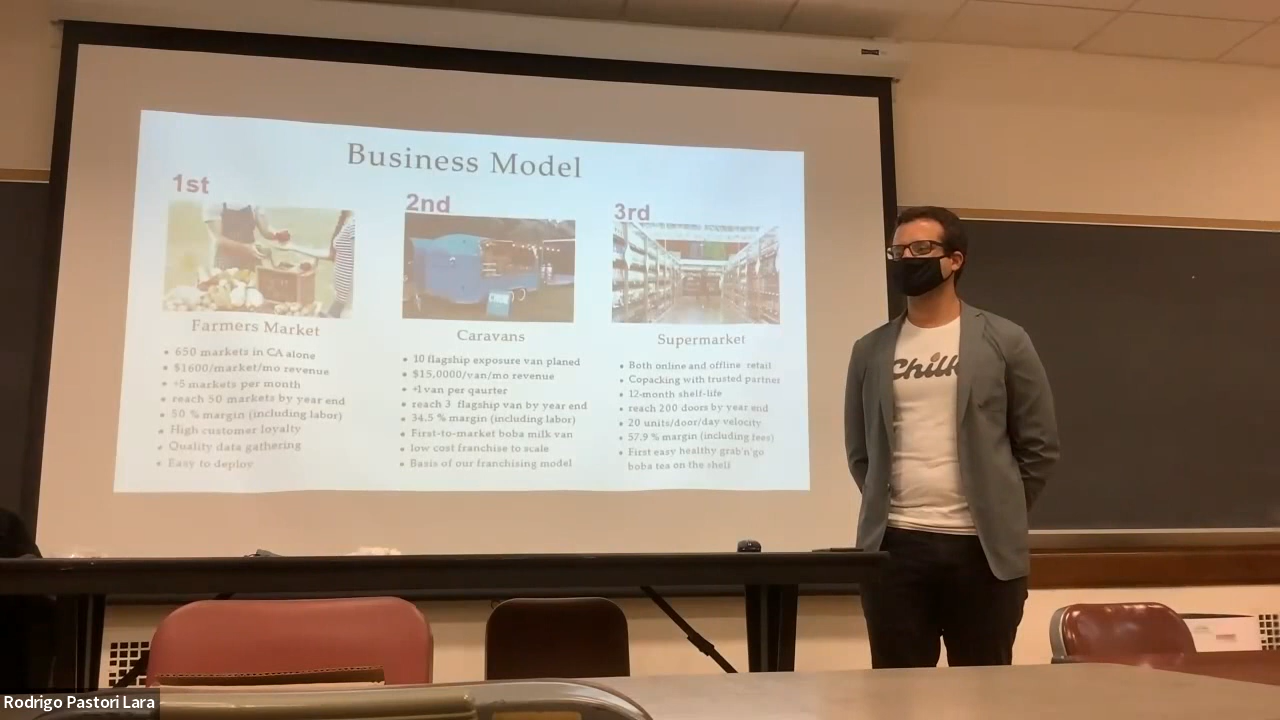 Business Model
1st
Farmers Market
• 650 markets in CA alone
• $1600/market/mo revenue
• +5 markets per month
• reach 50 markets by year end
• 50 % margin (including labor)
• High customer loyalty
• Quality data gathering
• Easy to deploy
2nd
Caravans
• 10 flagship exposure van planed
• $15,0000/van/mo revenue
• +1 van per qaurter
• reach 3 flagship van by year end
• 34.5 % margin (including labor)
• First-to-market boba milk van
• low cost franchise to scale
• Basis of our franchising model
3rd
Supermarket
• Both online and offline retail
• Copacking with trusted partner
• 12-month shelf-life
• reach 200 doors by year end
• 20 units/door/day velocity
• 57.9 % margin (including fees)
• First easy healthy grab'n'go
boba tea on the shelf
Chilk
Rodrigo Pastori Lara